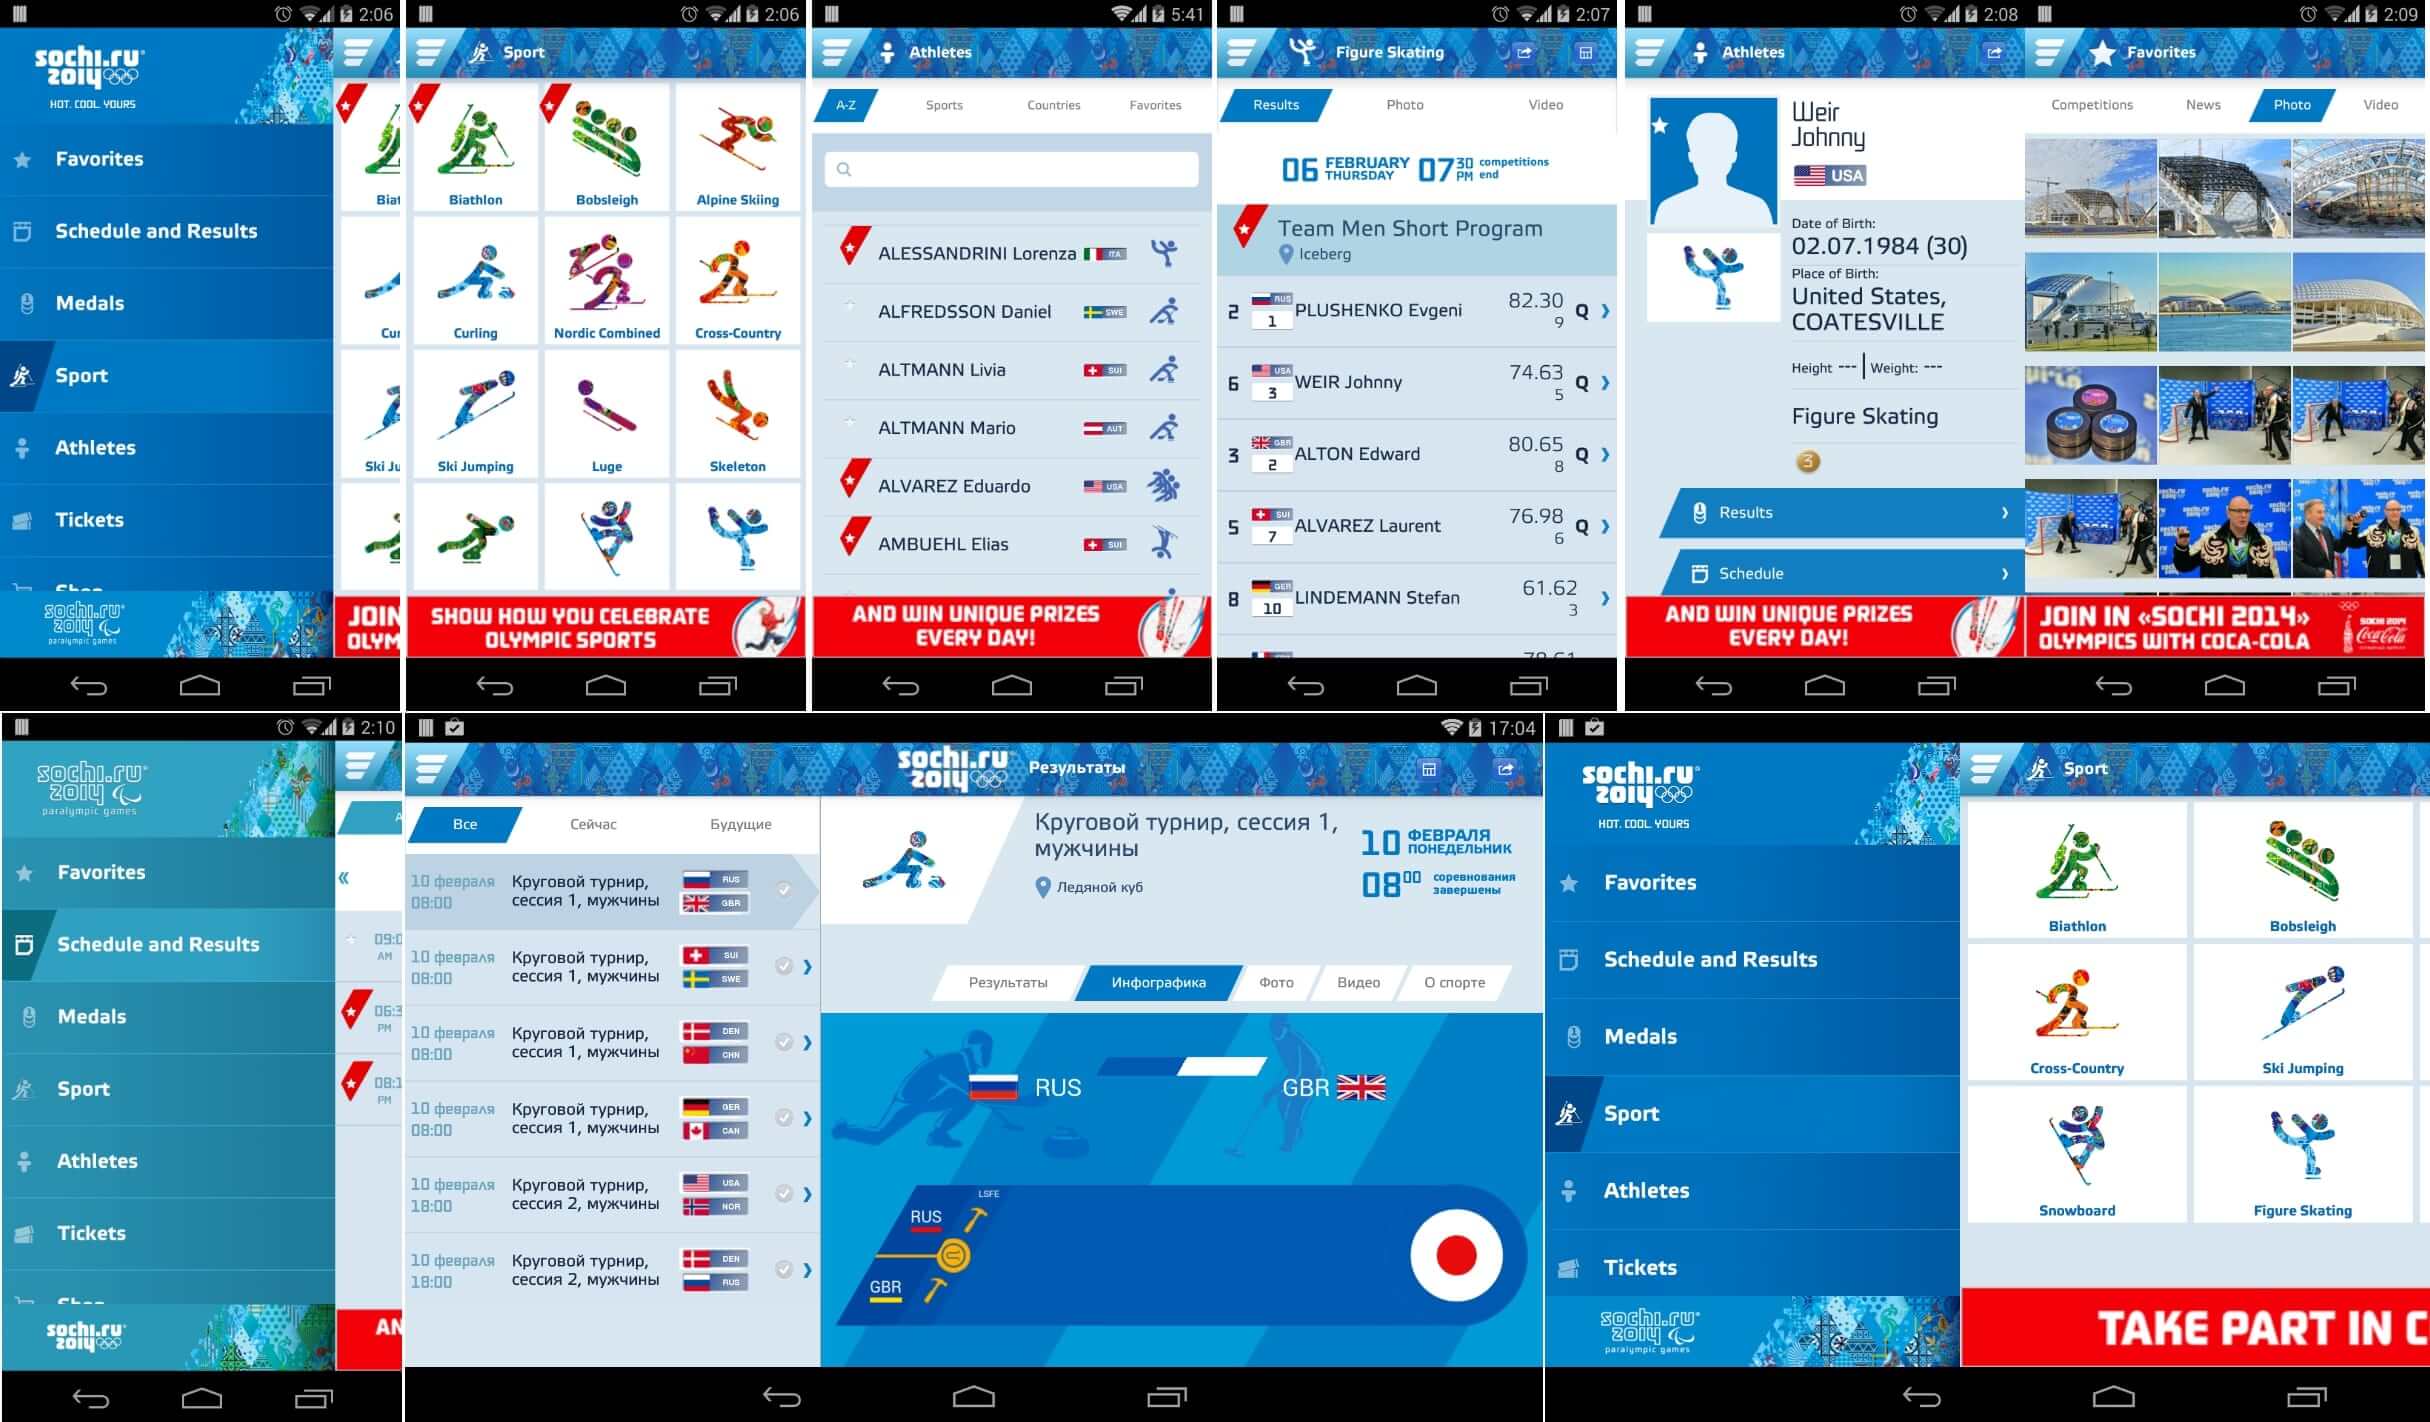 2:06
sochi.ru
2014
HOT. COOL. YOURS
Favorites
Schedule and Results
Medals
Sport
Athletes
Tickets
Shop
sochi.ru
2014
paralympic games
Biat
Cur
Ski Ju
JOIN
OLYM
2:06
Sport
Biathlon
Bobsleigh
Alpine Skiing
Curling
Nordic Combined
Cross-Country
Ski Jumping
Luge
Skeleton
SHOW HOW YOU CELEBRATE
OLYMPIC SPORTS
5:41
Athletes
A-Z Sports Countries Favorites
ALESSANDRINI Lorenza ITA
ALFREDSSON Daniel SWE
ALTMANN Livia SUI
ALTMANN Mario AUT
ALVAREZ Eduardo USA
AMBUEHL Elias SUI
AND WIN UNIQUE PRIZES
EVERY DAY!
2:07
Figure Skating
Results Photo Video
06 FEBRUARY THURSDAY 07 30 PM competitions end
Team Men Short Program
Iceberg
2 RUS 1 PLUSHENKO Evgeni 82.30 9 Q
6 USA 3 WEIR Johnny 74.63 5 Q
3 GBR 2 ALTON Edward 80.65 8 Q
5 SUI 7 ALVAREZ Laurent 76.98 6 Q
8 GER 10 LINDEMANN Stefan 61.62 3
78.61
2:08
Athletes
Weir
Johnny
USA
Date of Birth:
02.07.1984 (30)
Place of Birth:
United States,
COATESVILLE
Height --- Weight: ---
Figure Skating
3
Results
Schedule
AND WIN UNIQUE PRIZES
EVERY DAY!
2:09
Favorites
Competitions News Photo Video
JOIN IN «SOCHI 2014»
OLYMPICS WITH COCA-COLA
SOCHI 2014
Coca-Cola
2:10
sochi.ru
2014
paralympic games
Favorites
Schedule and Results
Medals
Sport
Athletes
Tickets
Shop
sochi.ru
2014
A
«
09:0
AM
06:3
PM
08:1
PM
AN
17:04
sochi.ru
2014
Результаты
Все Сейчас Будущие
10 февраля
08:00
Круговой турнир,
сессия 1, мужчины
RUS
GBR
10 февраля
08:00
Круговой турнир,
сессия 1, мужчины
SUI
SWE
10 февраля
08:00
Круговой турнир,
сессия 1, мужчины
DEN
CHN
10 февраля
08:00
Круговой турнир,
сессия 1, мужчины
GER
CAN
10 февраля
18:00
Круговой турнир,
сессия 2, мужчины
USA
NOR
10 февраля
18:00
Круговой турнир,
сессия 2, мужчины
DEN
RUS
Круговой турнир, сессия 1,
мужчины
Ледяной куб
10 ФЕВРАЛЯ ПОНЕДЕЛЬНИК
08 00 соревнования завершены
Результаты Инфографика Фото Видео О спорте
RUS GBR
LSFE
RUS
GBR
sochi.ru
2014
HOT. COOL. YOURS
Favorites
Schedule and Results
Medals
Sport
Athletes
Tickets
sochi.ru
2014
paralympic games
Sport
Biathlon
Bobsleigh
Cross-Country
Ski Jumping
Snowboard
Figure Skating
TAKE PART IN C